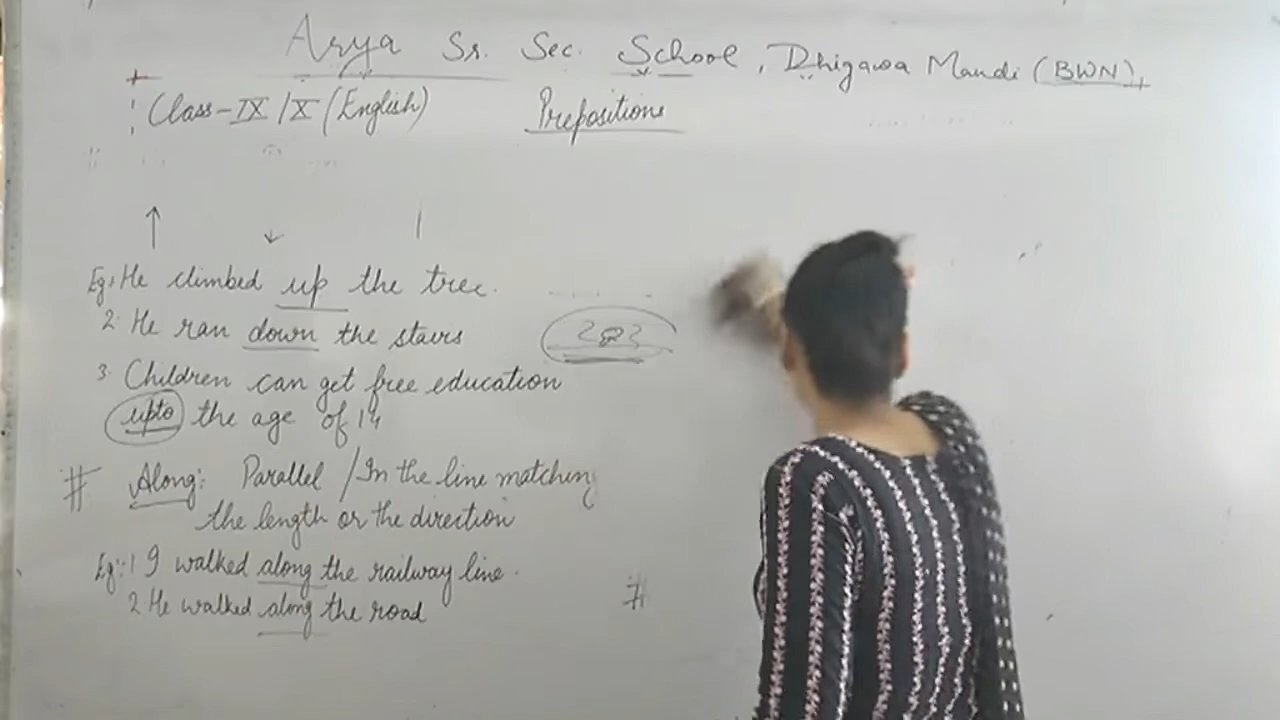 Arya Sr. Sec. School, Dhigawa Mandi (BWN)
Class-IX/X (English) Prepositions
Eg:1 He climbed up the tree.
2. He ran down the stairs
3. Children can get free education
upto the age of 14
# Along: Parallel / In the line matching
the length or the direction
Eg:-1 I walked along the railway line.
2 He walked along the road
#